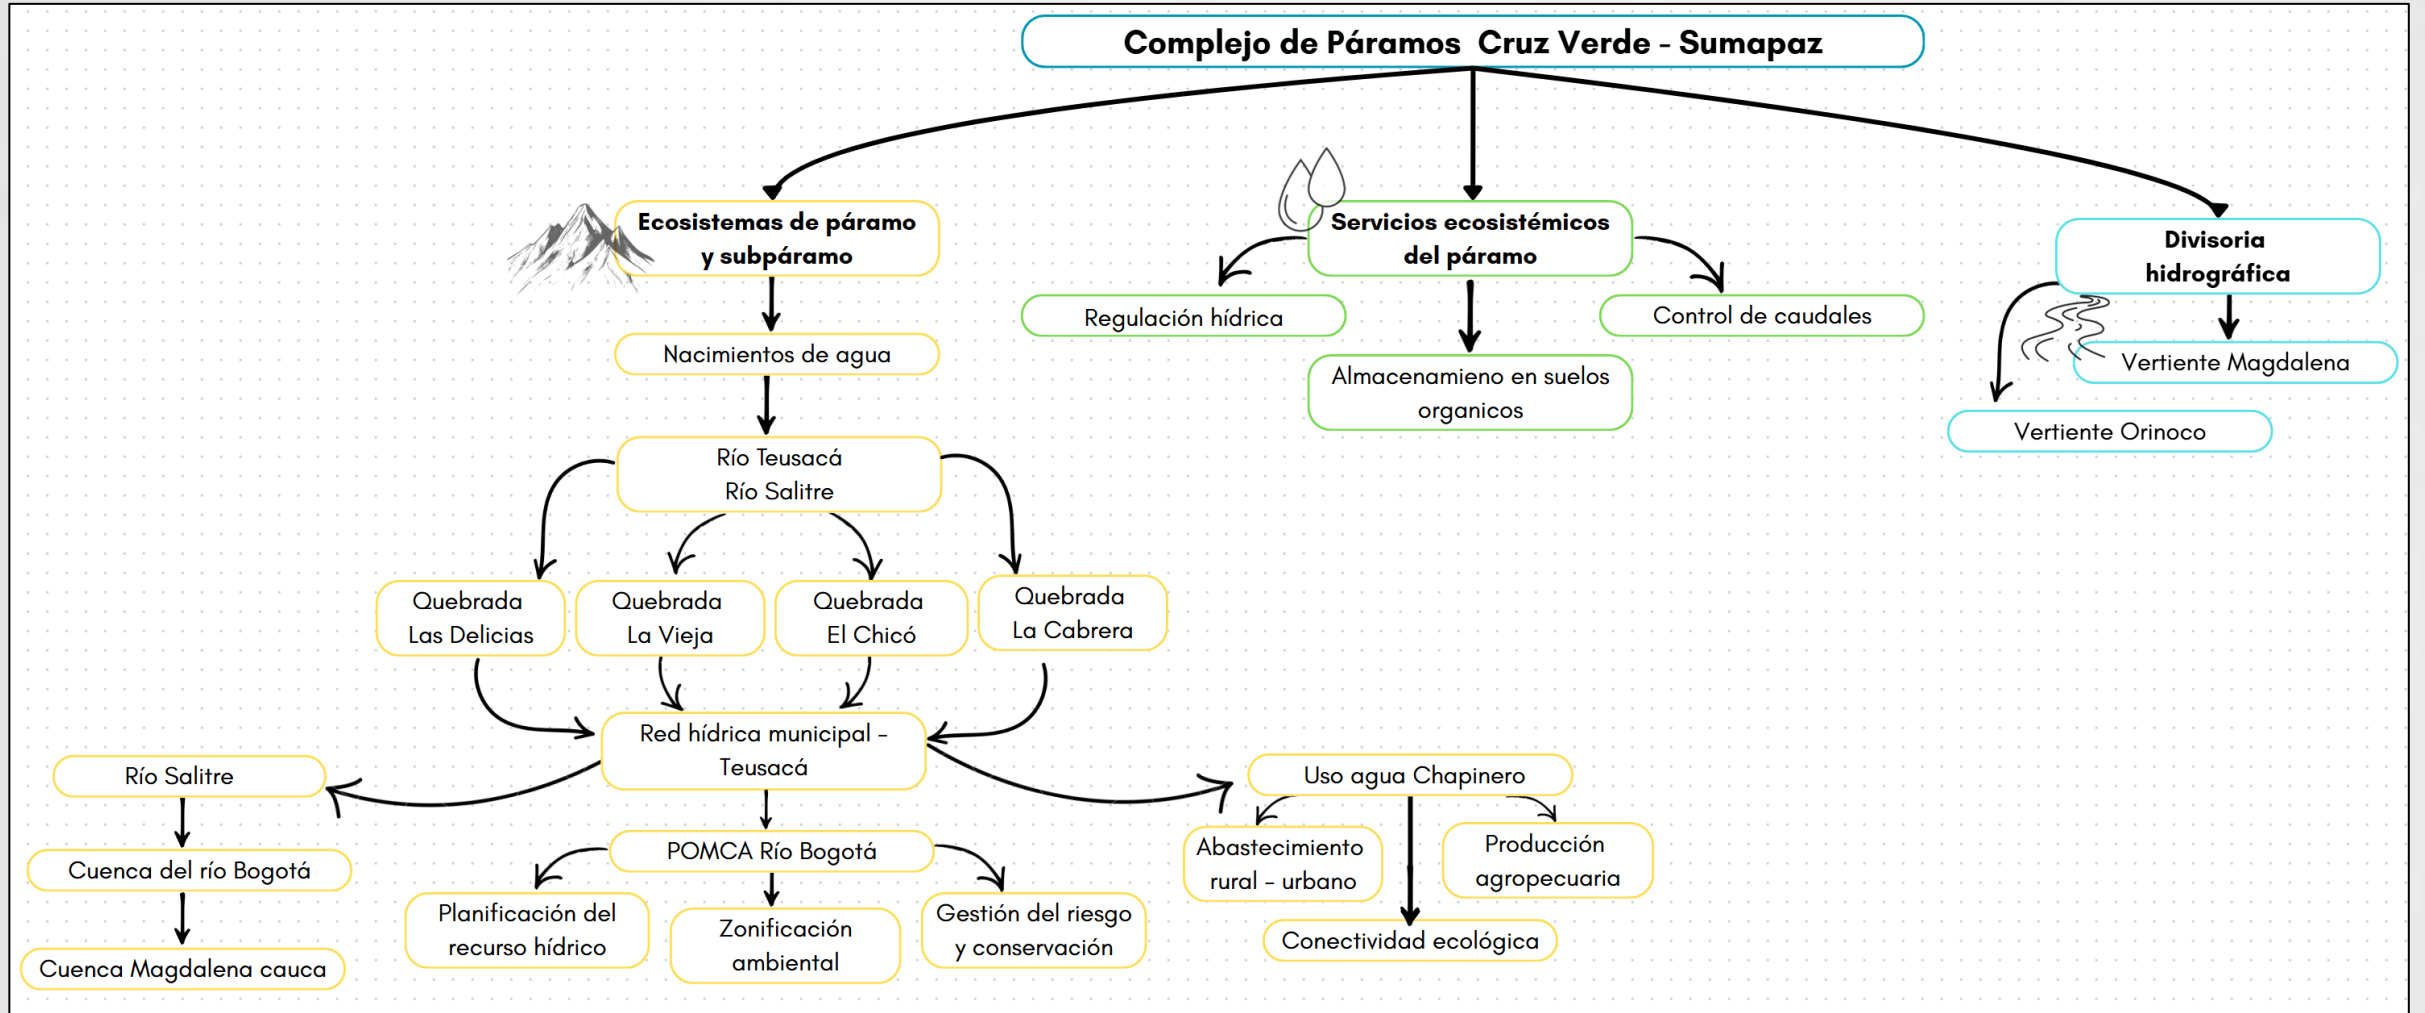 Complejo de Páramos Cruz Verde - Sumapaz
Ecosistemas de páramo
y subpáramo
Servicios ecosistémicos
del páramo
Divisoria
hidrográfica
Regulación hídrica
Control de caudales
Nacimientos de agua
Almacenamieno en suelos
organicos
Vertiente Magdalena
Vertiente Orinoco
Río Teusacá
Río Salitre
Quebrada
Las Delicias
Quebrada
La Vieja
Quebrada
El Chicó
Quebrada
La Cabrera
Red hídrica municipal -
Teusacá
Río Salitre
Uso agua Chapinero
Cuenca del río Bogotá
POMCA Río Bogotá
Abastecimiento
rural - urbano
Producción
agropecuaria
Planificación del
recurso hídrico
Zonificación
ambiental
Gestión del riesgo
y conservación
Conectividad ecológica
Cuenca Magdalena cauca